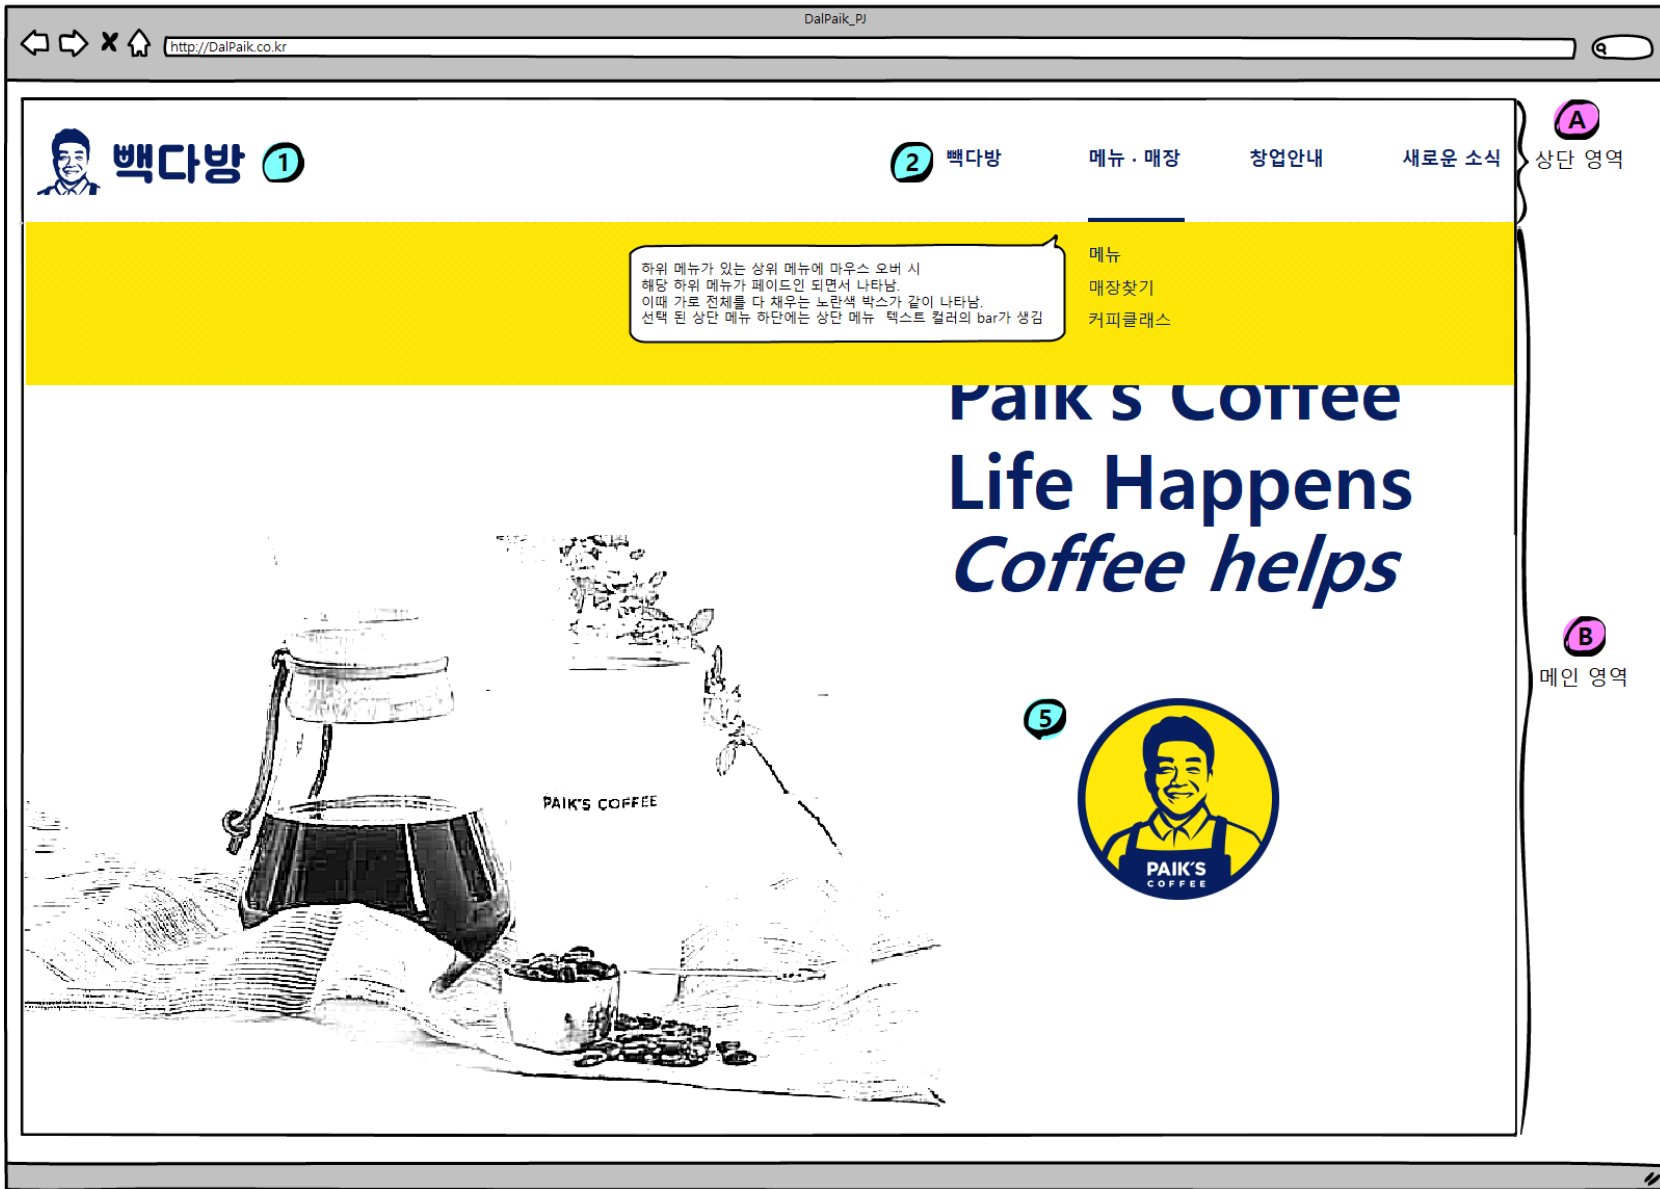 DalPaik_PJ
http://DalPaik.co.kr
빽다방
1
2
빽다방
메뉴 · 매장
창업안내
새로운 소식
A
상단 영역
하위 메뉴가 있는 상위 메뉴에 마우스 오버 시
해당 하위 메뉴가 페이드인 되면서 나타남.
이때 가로 전체를 다 채우는 노란색 박스가 같이 나타남.
선택 된 상단 메뉴 하단에는 상단 메뉴 텍스트 컬러의 bar가 생김
메뉴
매장찾기
커피클래스
Paik's Coffee
Life Happens
Coffee helps
B
메인 영역
5
PAIK'S COFFEE
PAIK'S
COFFEE